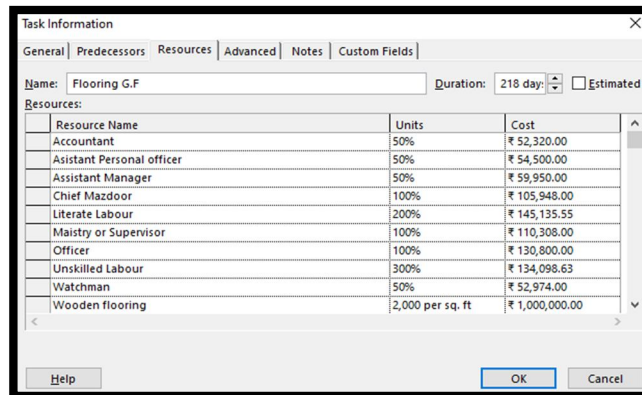 Task Information
General Predecessors Resources Advanced Notes Custom Fields
Name: Flooring G.F Duration: 218 day: Estimated
Resources:
Resource Name Units Cost
Accountant 50% ₹ 52,320.00
Asistant Personal officer 50% ₹ 54,500.00
Assistant Manager 50% ₹ 59,950.00
Chief Mazdoor 100% ₹ 105,948.00
Literate Labour 200% ₹ 145,135.55
Maistry or Supervisor 100% ₹ 110,308.00
Officer 100% ₹ 130,800.00
Unskilled Labour 300% ₹ 134,098.63
Watchman 50% ₹ 52,974.00
Wooden flooring 2,000 per sq. ft ₹ 1,000,000.00
Help OK Cancel